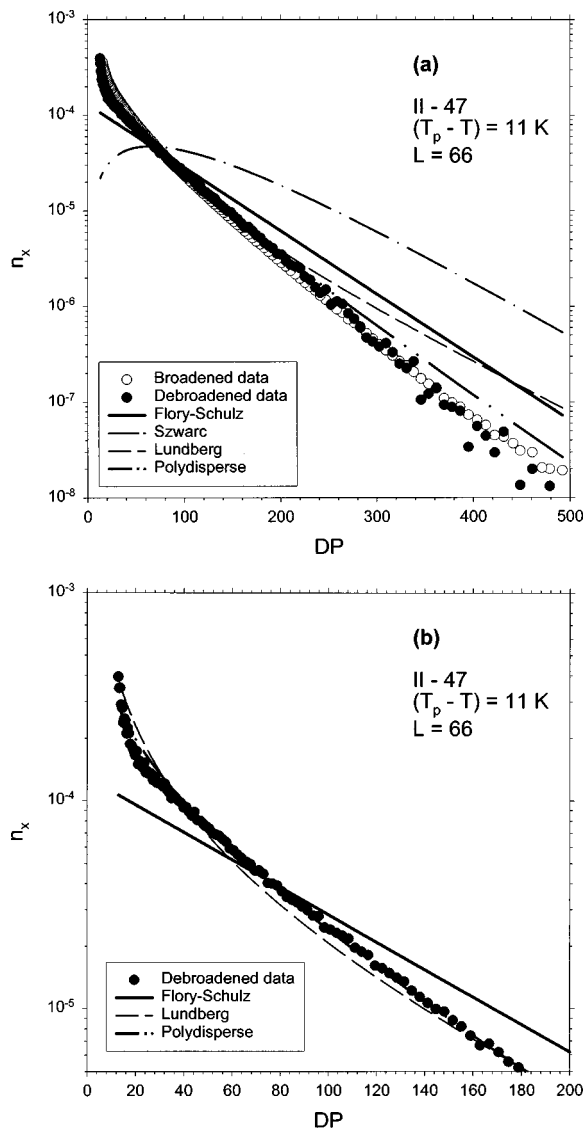 10⁻³
10⁻⁴
10⁻⁵
10⁻⁶
10⁻⁷
10⁻⁸
nₓ
(a)
II - 47
(Tₚ - T) = 11 K
L = 66
Broadened data
Debroadened data
Flory-Schulz
Szwarc
Lundberg
Polydisperse
0 100 200 300 400 500
DP
10⁻³
10⁻⁴
10⁻⁵
nₓ
(b)
II - 47
(Tₚ - T) = 11 K
L = 66
Debroadened data
Flory-Schulz
Lundberg
Polydisperse
0 20 40 60 80 100 120 140 160 180 200
DP